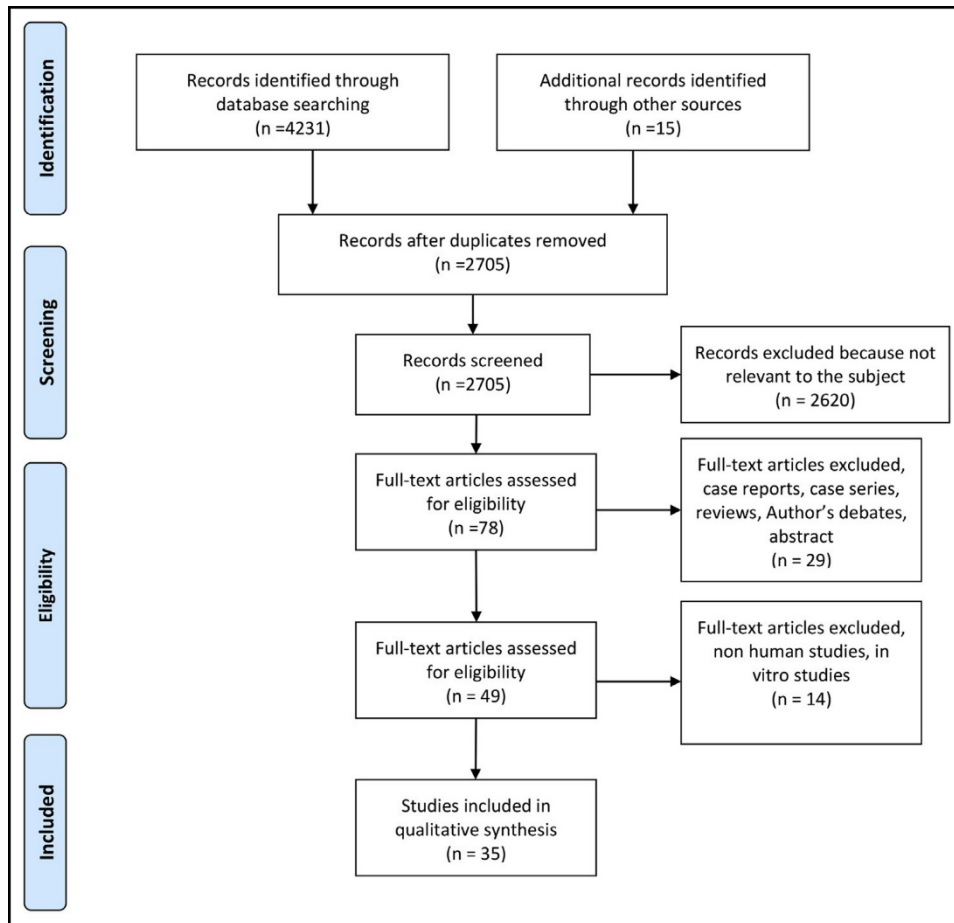 Identification
Records identified through
database searching
(n =4231)
Additional records identified
through other sources
(n =15)
Records after duplicates removed
(n =2705)
Screening
Records screened
(n =2705)
Records excluded because not
relevant to the subject
(n = 2620)
Eligibility
Full-text articles assessed
for eligibility
(n =78)
Full-text articles excluded,
case reports, case series,
reviews, Author's debates,
abstract
(n = 29)
Full-text articles assessed
for eligibility
(n = 49)
Full-text articles excluded,
non human studies, in
vitro studies
(n = 14)
Included
Studies included in
qualitative synthesis
(n = 35)